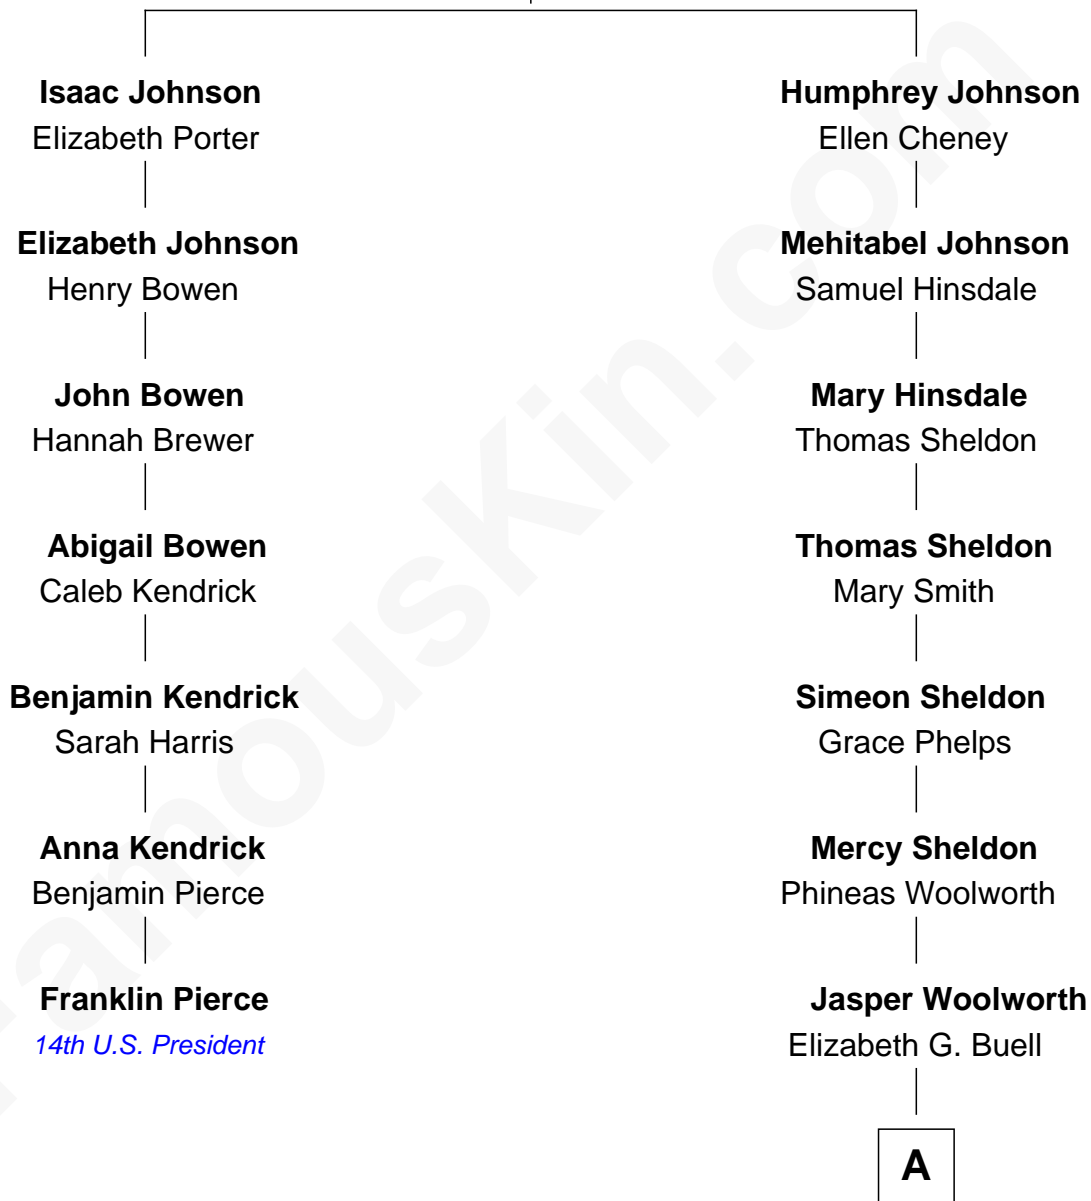 Isaac Johnson
Elizabeth Porter
Humphrey Johnson
Ellen Cheney
Elizabeth Johnson
Henry Bowen
Mehitabel Johnson
Samuel Hinsdale
John Bowen
Hannah Brewer
Mary Hinsdale
Thomas Sheldon
Abigail Bowen
Caleb Kendrick
Thomas Sheldon
Mary Smith
Benjamin Kendrick
Sarah Harris
Simeon Sheldon
Grace Phelps
Anna Kendrick
Benjamin Pierce
Mercy Sheldon
Phineas Woolworth
Franklin Pierce
14th U.S. President
Jasper Woolworth
Elizabeth G. Buell
A
FamousKin.com